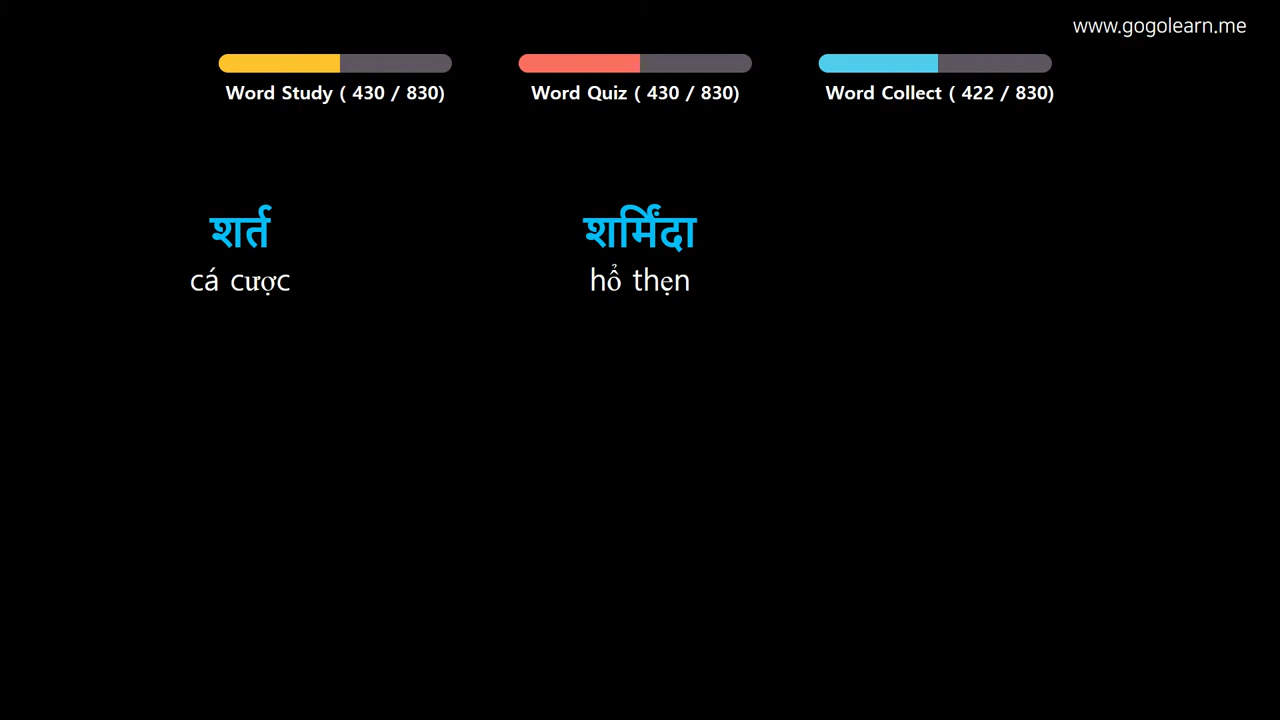 www.gogolearn.me
Word Study ( 430 / 830)
Word Quiz ( 430 / 830)
Word Collect ( 422 / 830)
शर्त
शर्मिंदा
cá cược
hổ thẹn